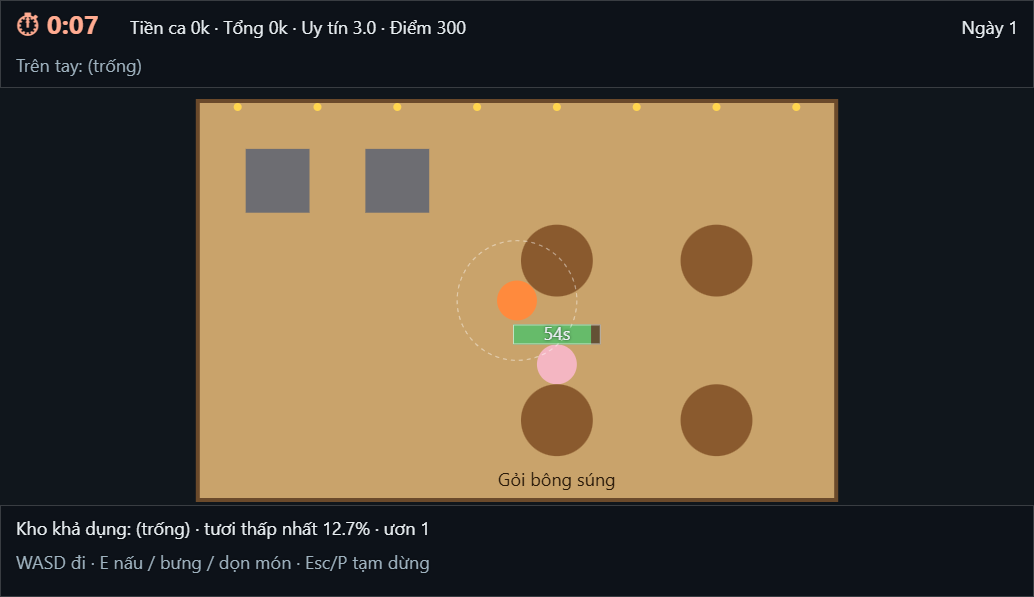 0:07 Tiền ca 0k · Tổng 0k · Uy tín 3.0 · Điểm 300 Ngày 1
Trên tay: (trống)
54s
Gỏi bông súng
Kho khả dụng: (trống) · tươi thấp nhất 12.7% · ươn 1
WASD đi · E nấu / bưng / dọn món · Esc/P tạm dừng